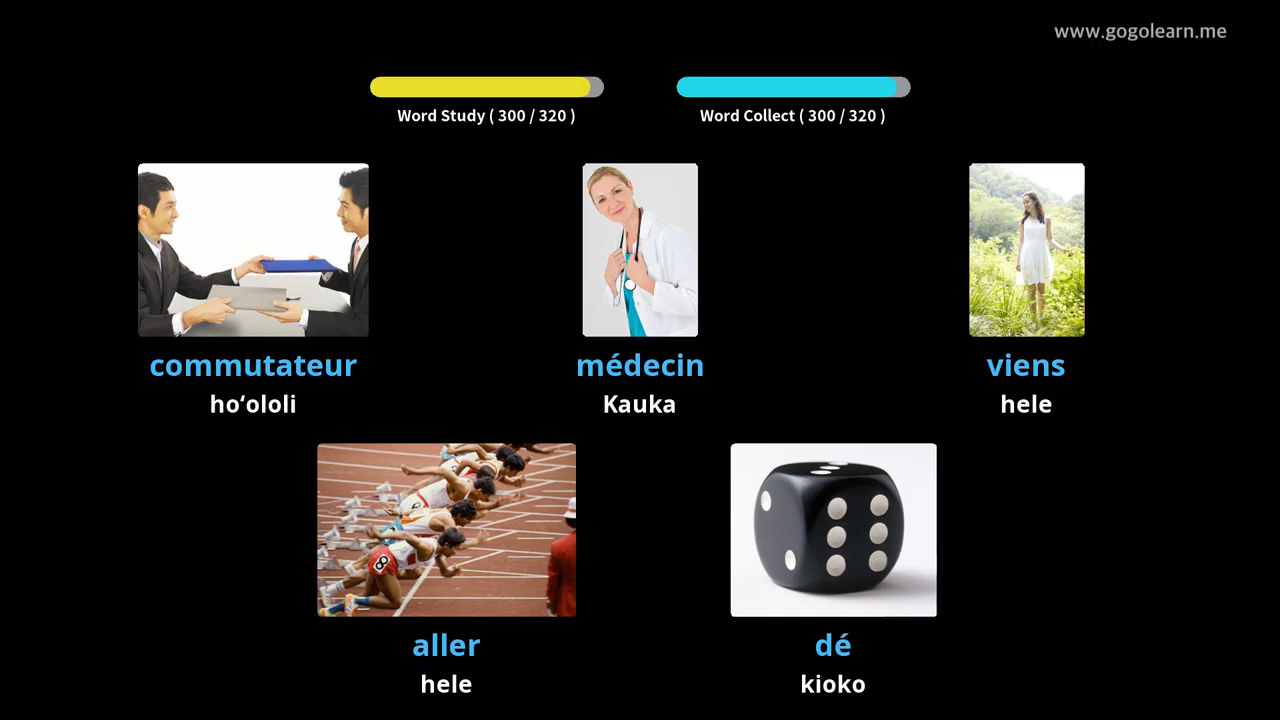 www.gogolearn.me
Word Study ( 300 / 320 )
Word Collect ( 300 / 320 )
commutateur
hoʻololi
médecin
Kauka
viens
hele
aller
hele
dé
kioko